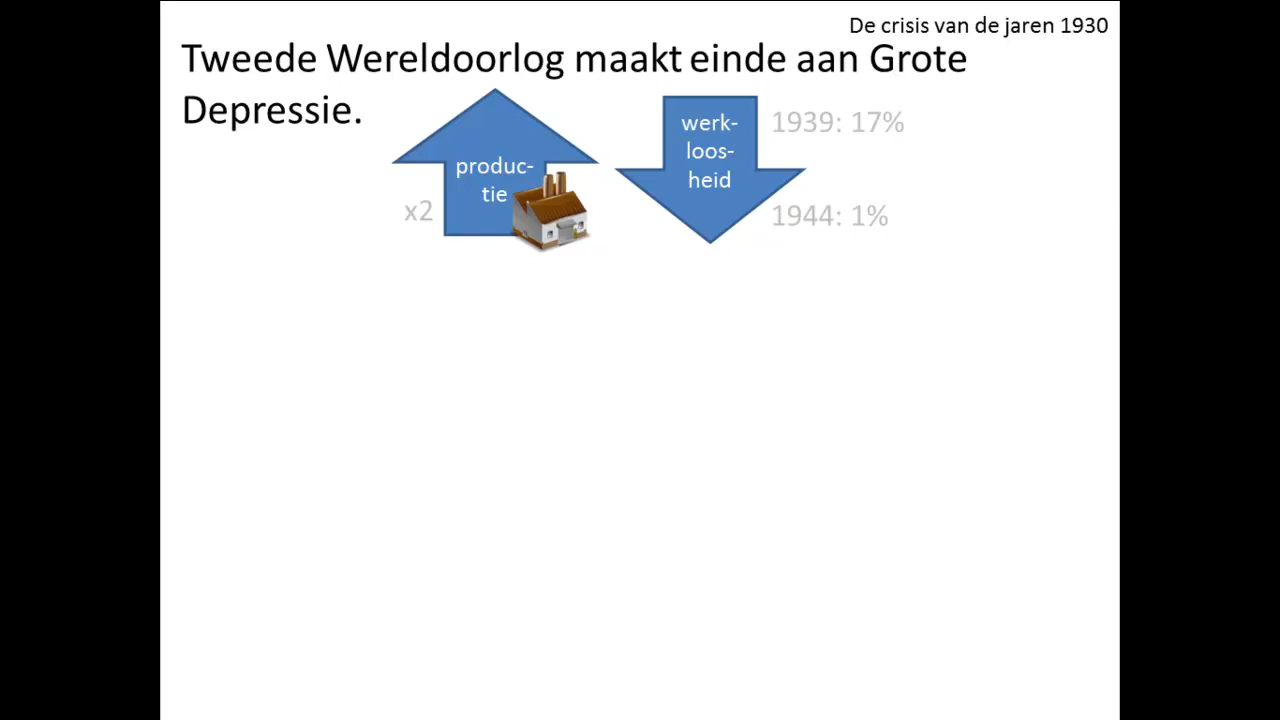 De crisis van de jaren 1930
Tweede Wereldoorlog maakt einde aan Grote
Depressie.
produc-
tie
x2
werk-
loos-
heid
1939: 17%
1944: 1%